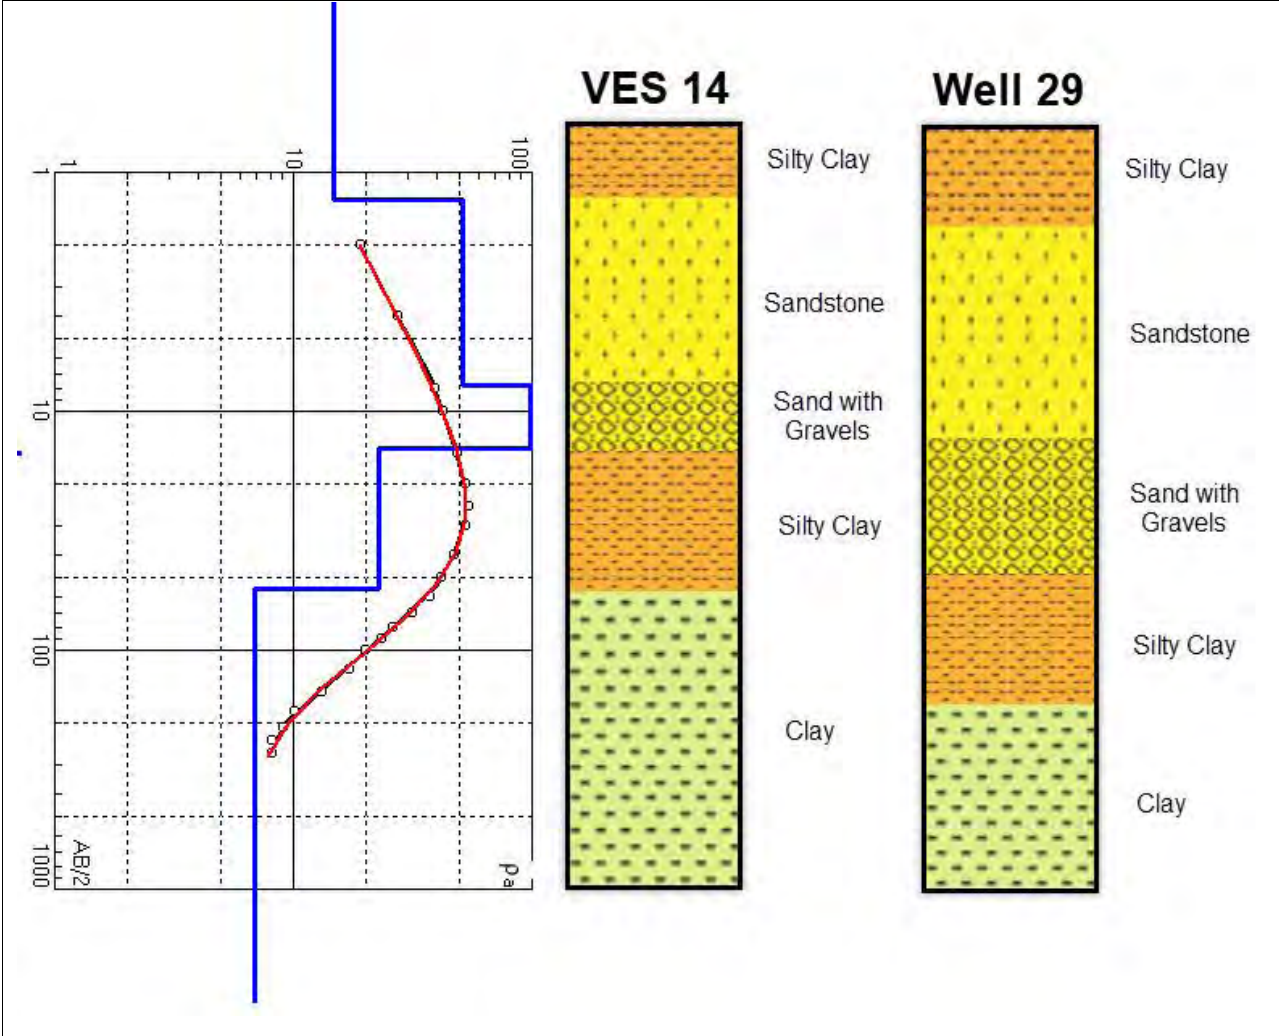 VES 14
Well 29
1
10
100
1
10
100
1000
AB/2
ρa
Silty Clay
Sandstone
Sand with
Gravels
Silty Clay
Clay
Silty Clay
Sandstone
Sand with
Gravels
Silty Clay
Clay